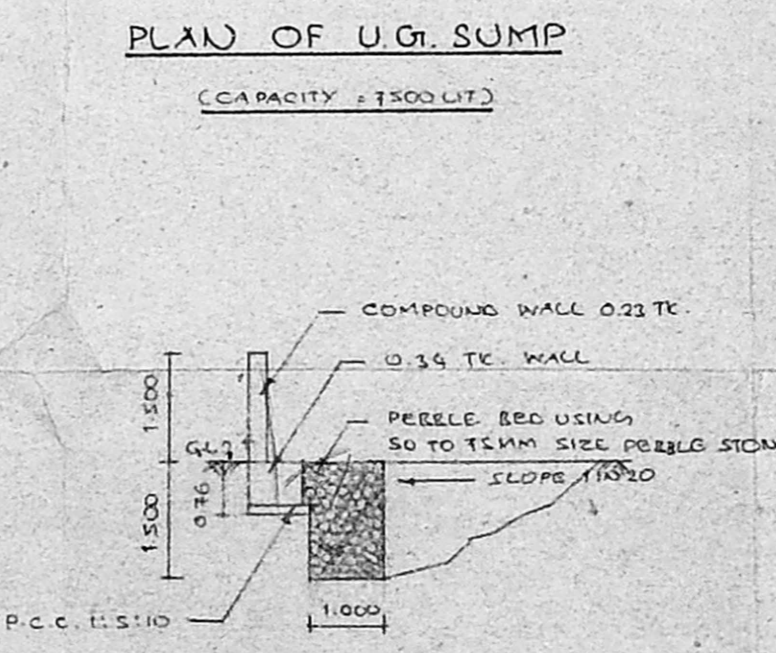 PLAN OF U.G. SUMP
(CAPACITY = 7500 LIT)
COMPOUND WALL 0.23 TK.
0.34 TK. WALL
PEBBLE BED USING
50 TO 75MM SIZE PEBBLE STON
SLOPE 1 IN 20
1.500
G.L.
0.76
1.500
1.000
P.C.C. 1:5:10